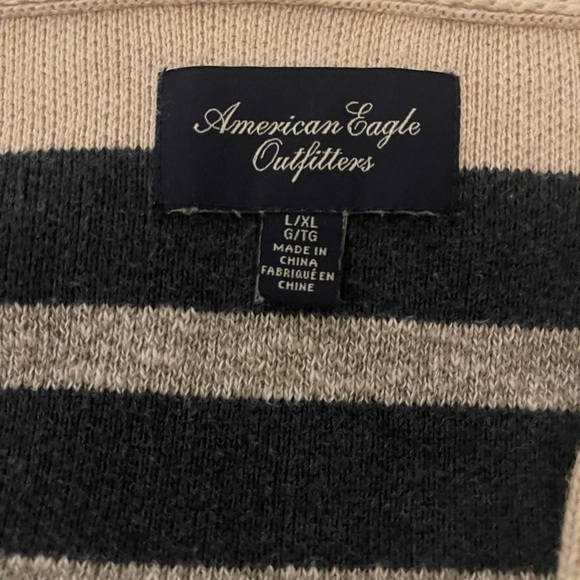 American Eagle
Outfitters
L/XL
G/TG
MADE IN
CHINA
FABRIQUÉ EN
CHINE